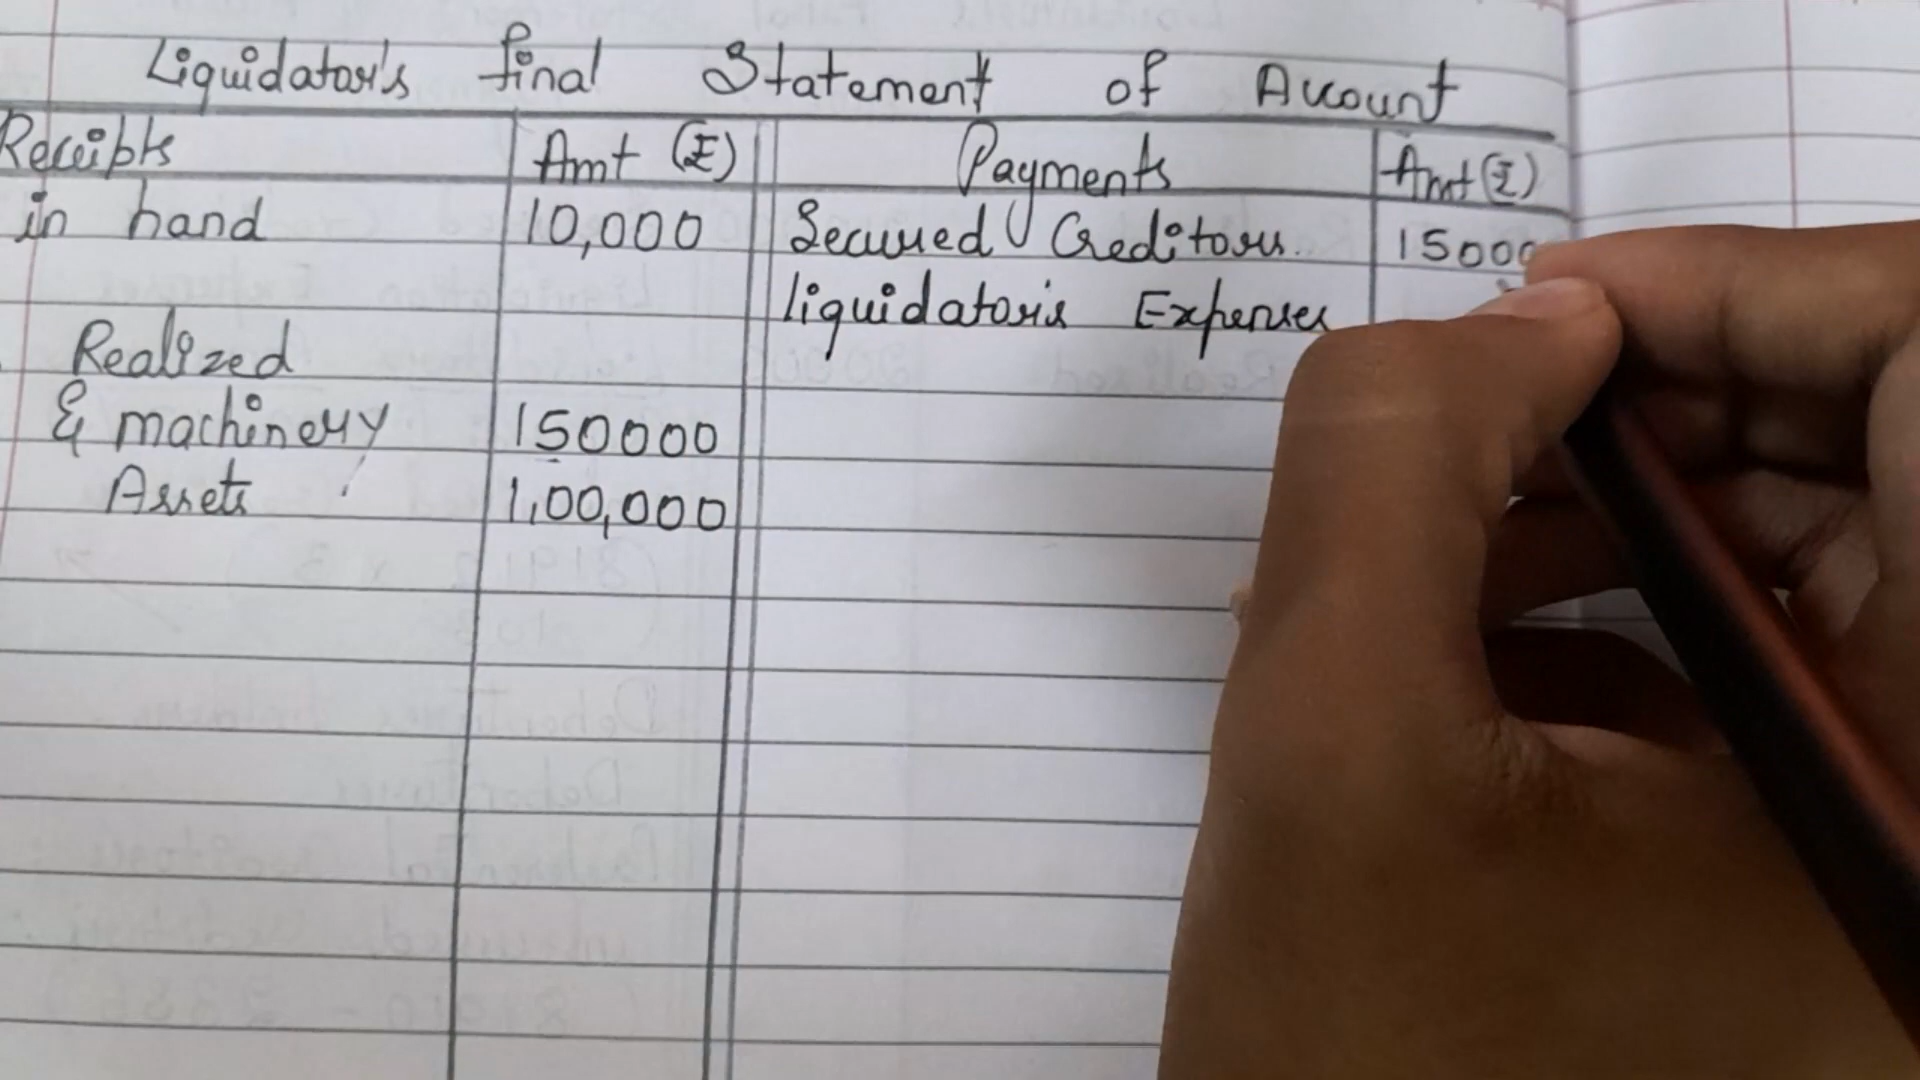 Liquidator's final Statement of Account
Receipts Amt (₹) Payments Amt (₹)
in hand 10,000 Secured Creditors 15000
liquidator's Expenses
Realized
& machinery 150000
Assets 1,00,000